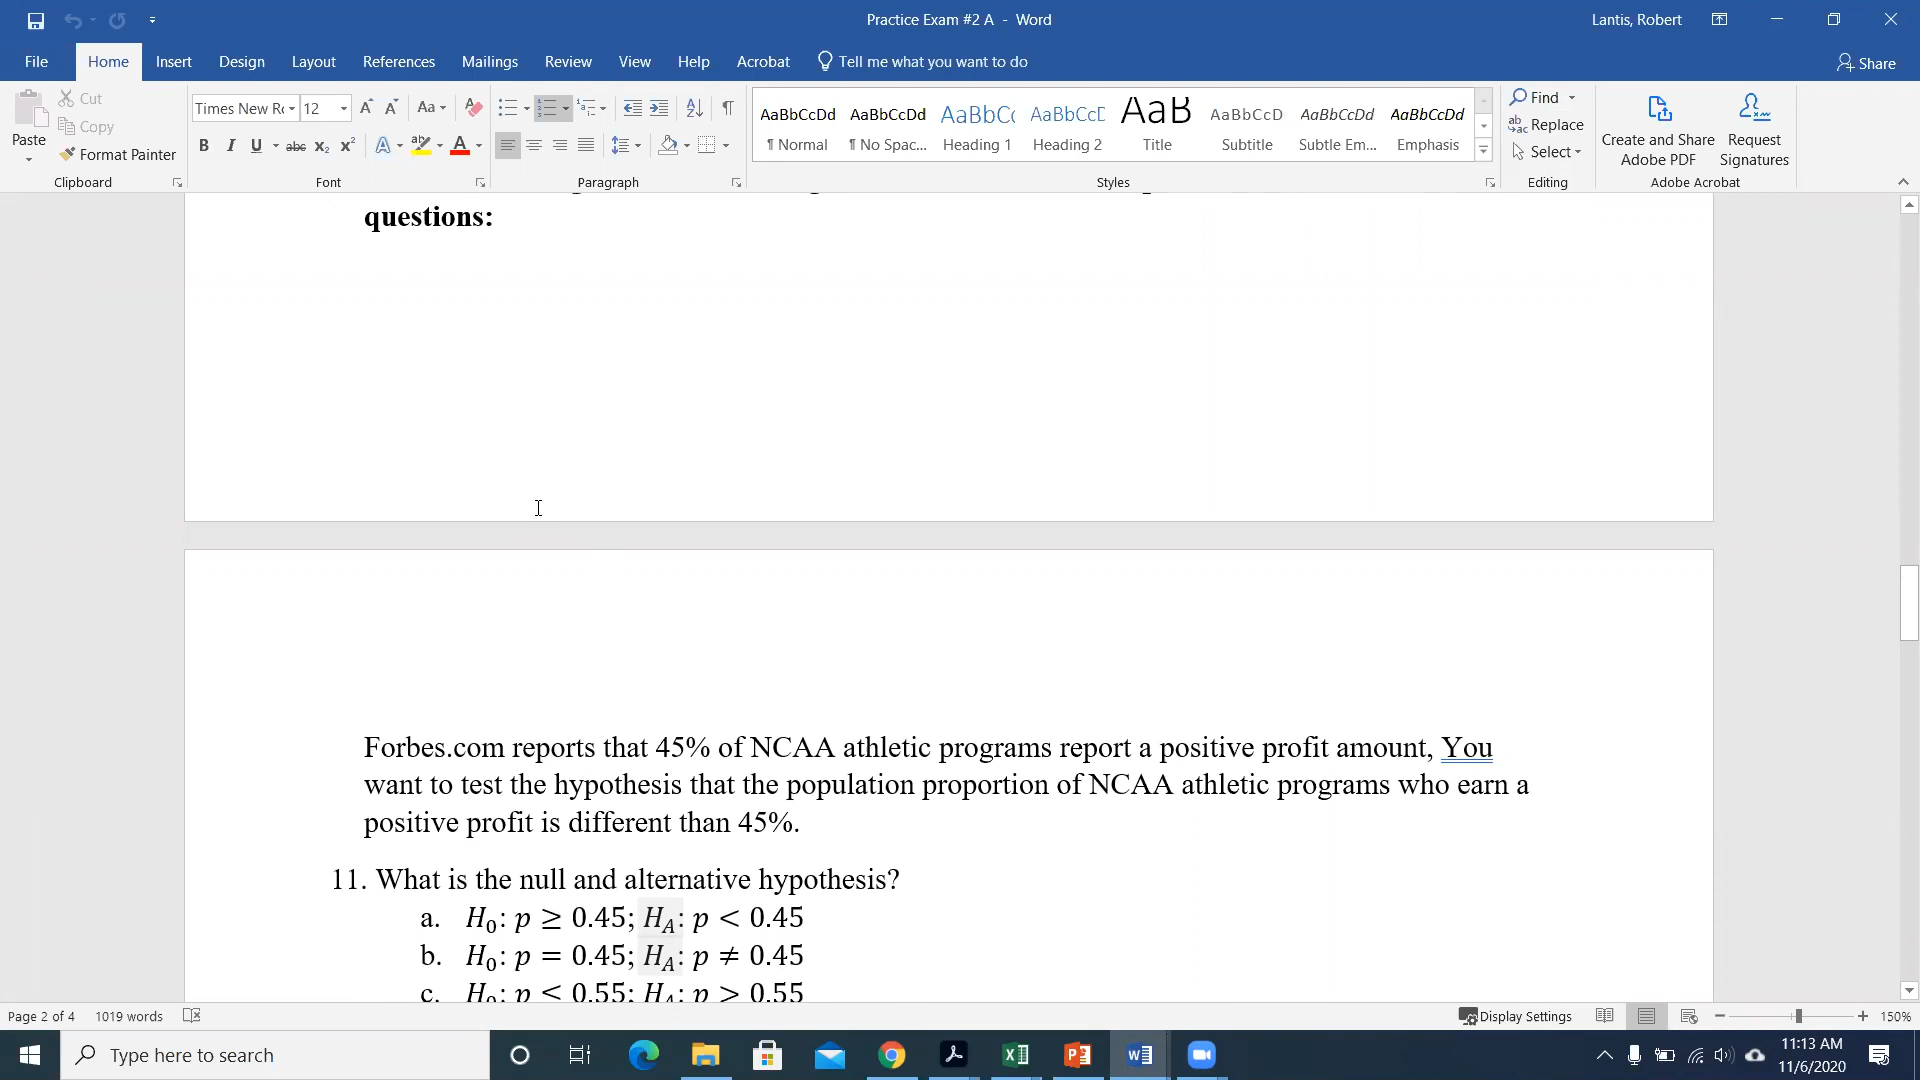 Practice Exam #2 A - Word
Lantis, Robert
File Home Insert Design Layout References Mailings Review View Help Acrobat Tell me what you want to do Share
Paste
Cut
Copy
Format Painter
Clipboard
Times New Ro 12
Font
Paragraph
AaBbCcDd AaBbCcDd AaBbCc AaBbCcD AaB AaBbCcD AaBbCcDd AaBbCcDd
¶ Normal ¶ No Spac... Heading 1 Heading 2 Title Subtitle Subtle Em... Emphasis
Styles
Find
Replace
Select
Editing
Create and Share Adobe PDF
Request Signatures
Adobe Acrobat
questions:
Forbes.com reports that 45% of NCAA athletic programs report a positive profit amount, You
want to test the hypothesis that the population proportion of NCAA athletic programs who earn a
positive profit is different than 45%.
11. What is the null and alternative hypothesis?
a. H₀: p ≥ 0.45; H_A: p < 0.45
b. H₀: p = 0.45; H_A: p ≠ 0.45
c. H₀: p ≤ 0.55; H_A: p > 0.55
Page 2 of 4 1019 words
Display Settings
150%
Type here to search
11:13 AM
11/6/2020